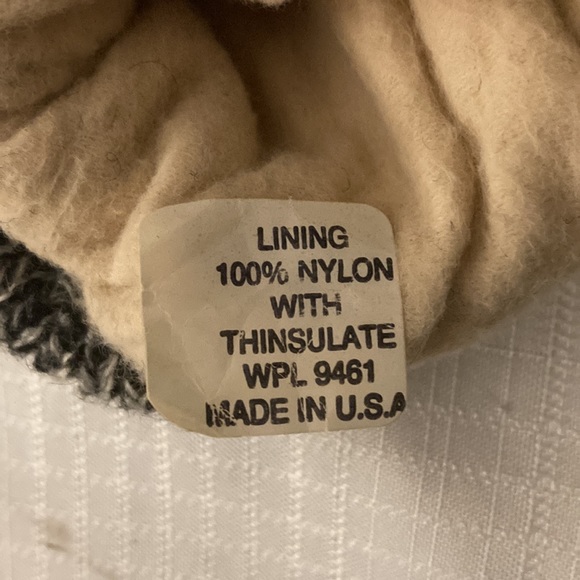 LINING
100% NYLON
WITH
THINSULATE
WPL 9461
MADE IN U.S.A